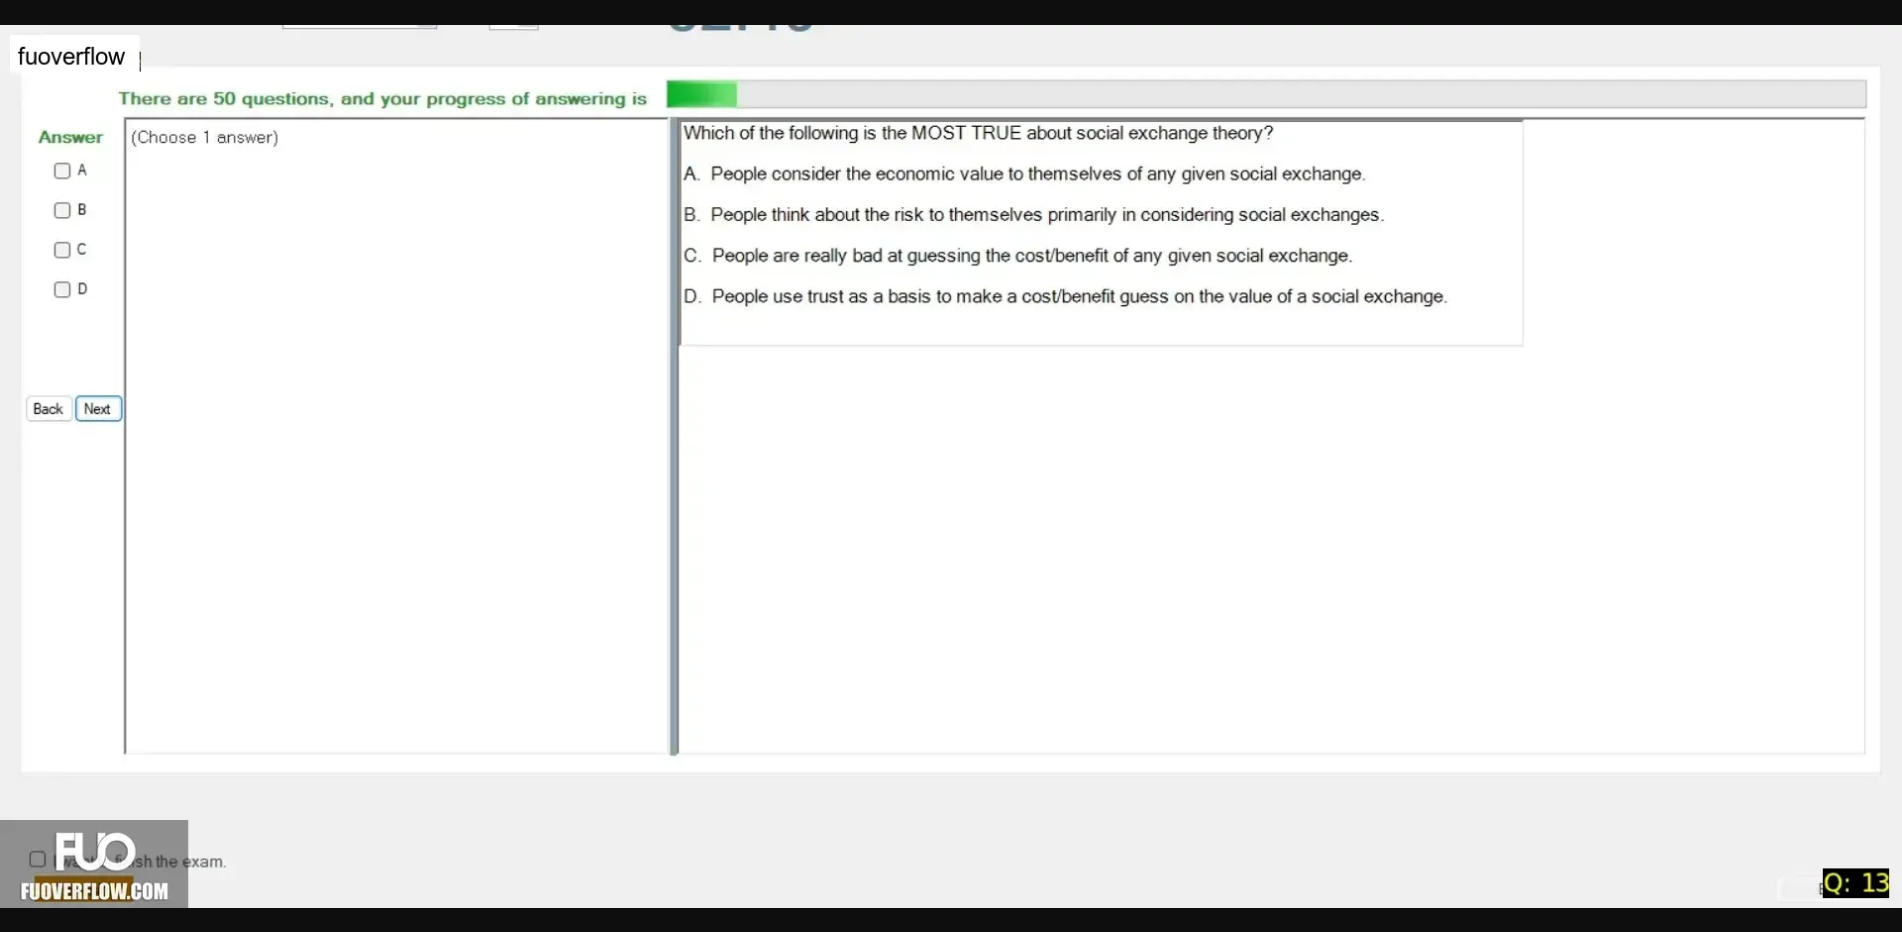 fuoverflow
There are 50 questions, and your progress of answering is
Answer
(Choose 1 answer)
A
B
C
D
Back
Next
Which of the following is the MOST TRUE about social exchange theory?
A. People consider the economic value to themselves of any given social exchange.
B. People think about the risk to themselves primarily in considering social exchanges.
C. People are really bad at guessing the cost/benefit of any given social exchange.
D. People use trust as a basis to make a cost/benefit guess on the value of a social exchange.
FUO
the exam.
FUOVERFLOW.COM
Q: 13